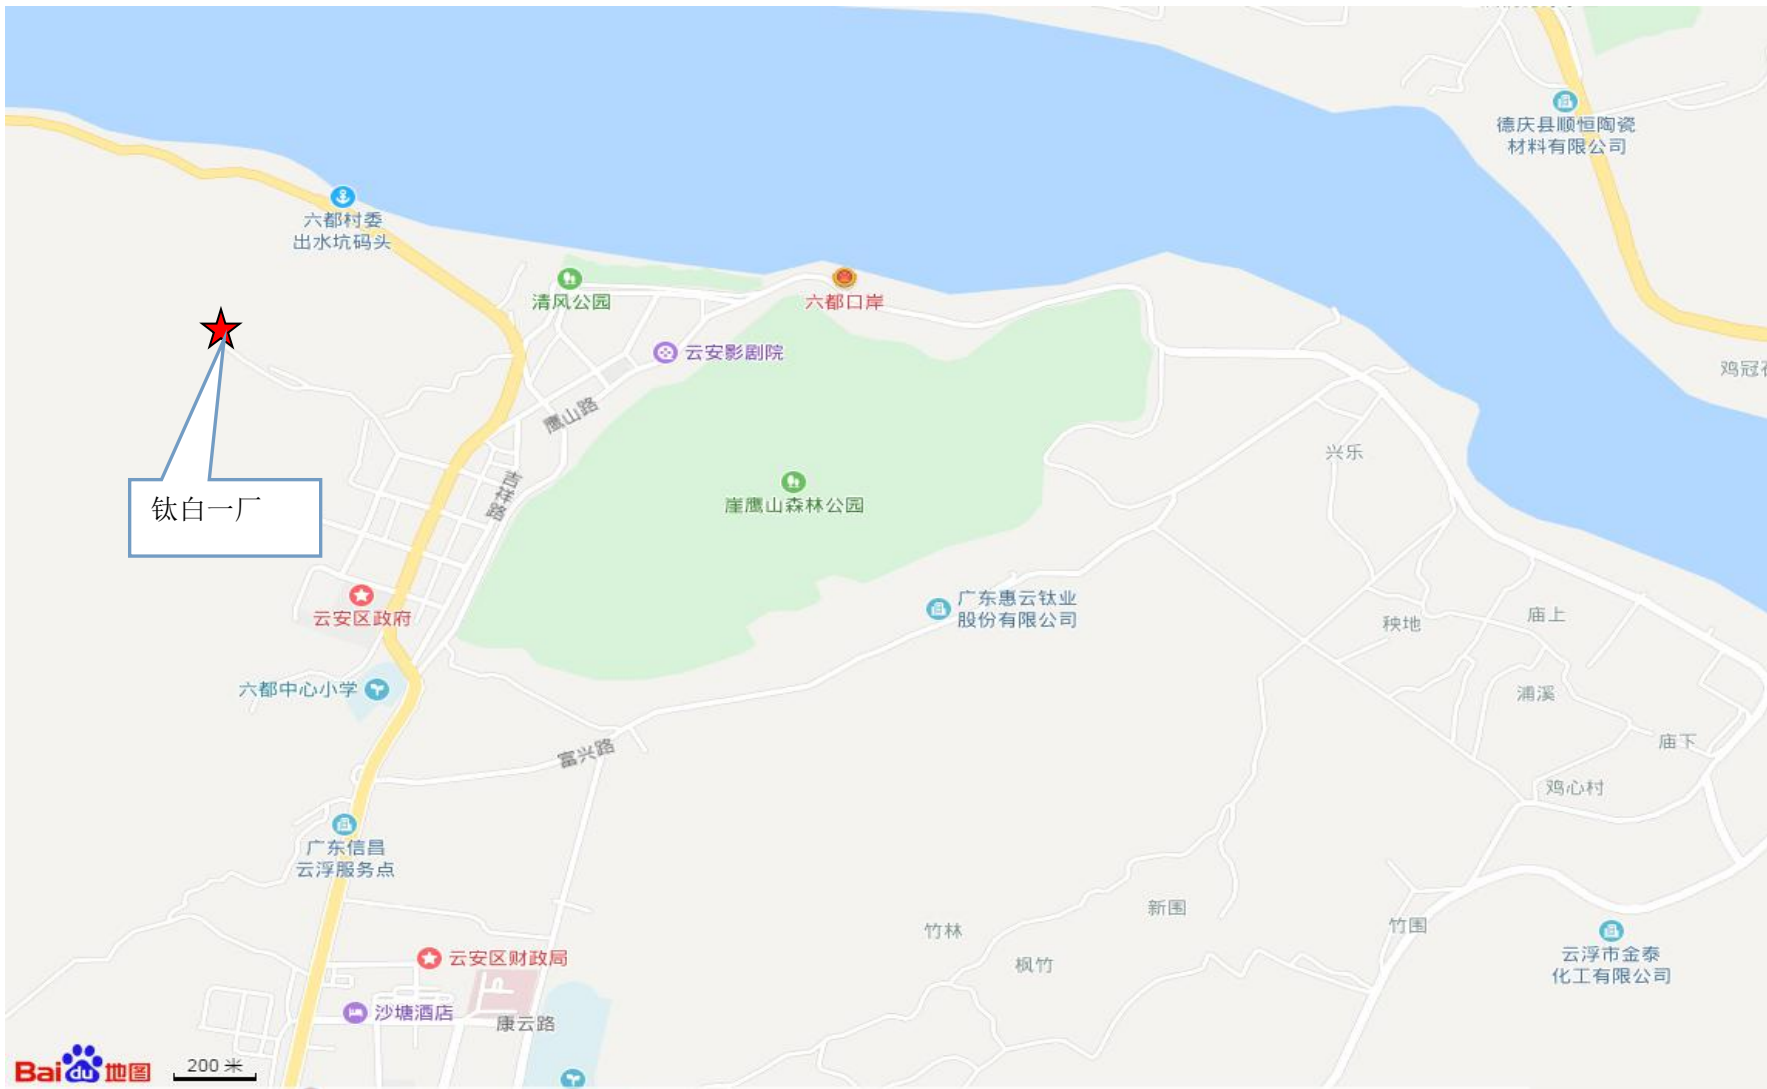 德庆县顺恒陶瓷
材料有限公司
六都村委
出水坑码头
清风公园
六都口岸
云安影剧院
鸡冠
鹰山路
兴乐
吉祥路
崖鹰山森林公园
钛白一厂
云安区政府
广东惠云钛业
股份有限公司
秧地
庙上
六都中心小学
浦溪
富兴路
庙下
鸡心村
广东信昌
云浮服务点
新围
竹林
竹围
枫竹
云浮市金泰
化工有限公司
云安区财政局
沙塘酒店
康云路
Baidu地图
200 米